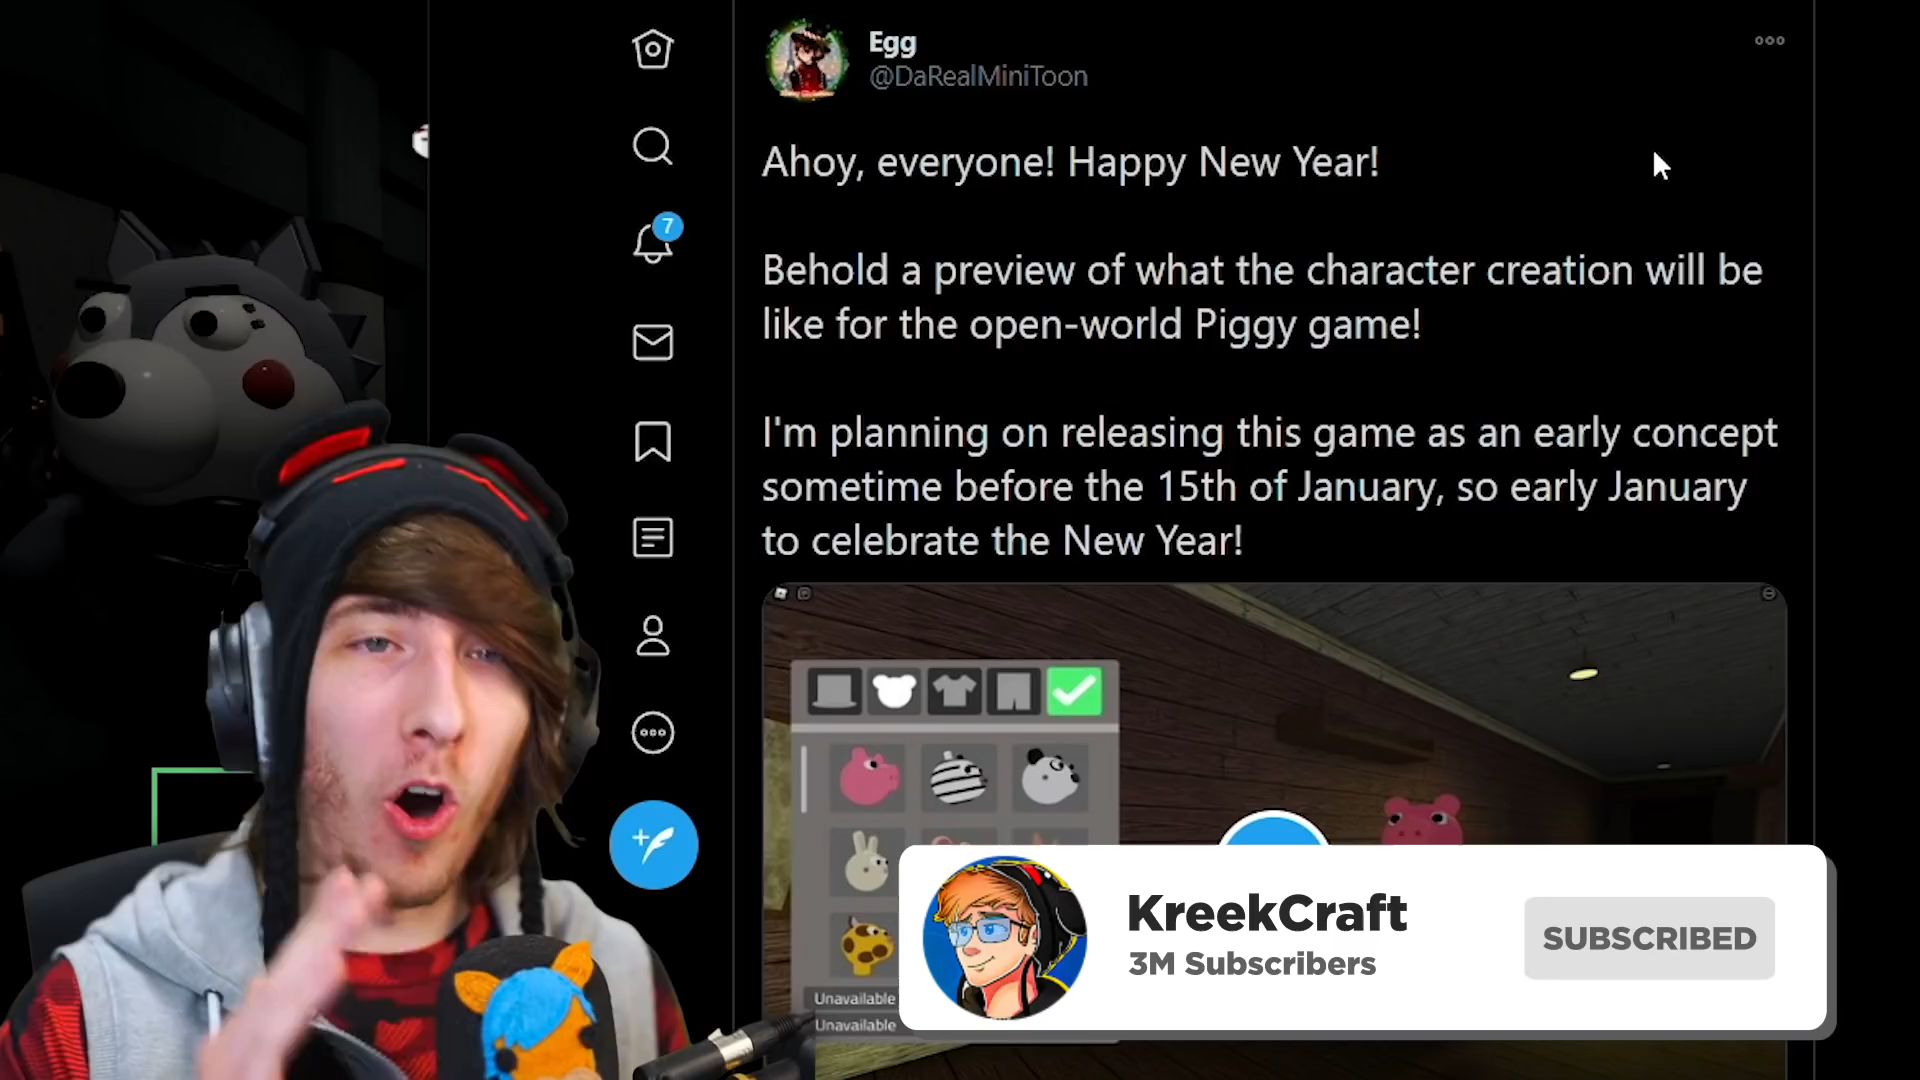 Egg
@DaRealMiniToon
7
Ahoy, everyone! Happy New Year!
Behold a preview of what the character creation will be
like for the open-world Piggy game!
I'm planning on releasing this game as an early concept
sometime before the 15th of January, so early January
to celebrate the New Year!
Unavailable
Unavailable
KreekCraft
3M Subscribers
SUBSCRIBED